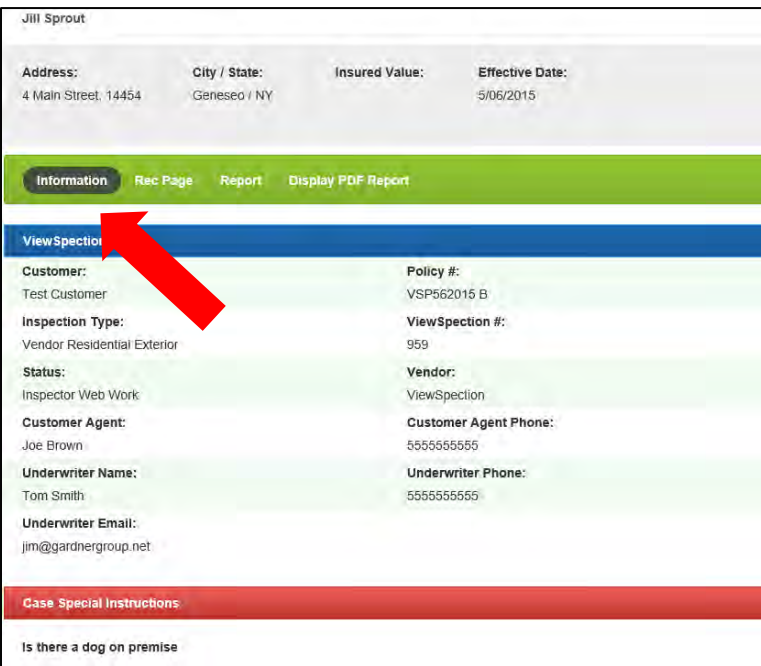 Jill Sprout
Address: City / State: Insured Value: Effective Date:
4 Main Street, 14454 Geneseo / NY 5/06/2015
Information Rec Page Report Display PDF Report
ViewSpection
Customer: Policy #:
Test Customer VSP562015 B
Inspection Type: ViewSpection #:
Vendor Residential Exterior 959
Status: Vendor:
Inspector Web Work ViewSpection
Customer Agent: Customer Agent Phone:
Joe Brown 5555555555
Underwriter Name: Underwriter Phone:
Tom Smith 5555555555
Underwriter Email:
jim@gardnergroup.net
Case Special Instructions
Is there a dog on premise